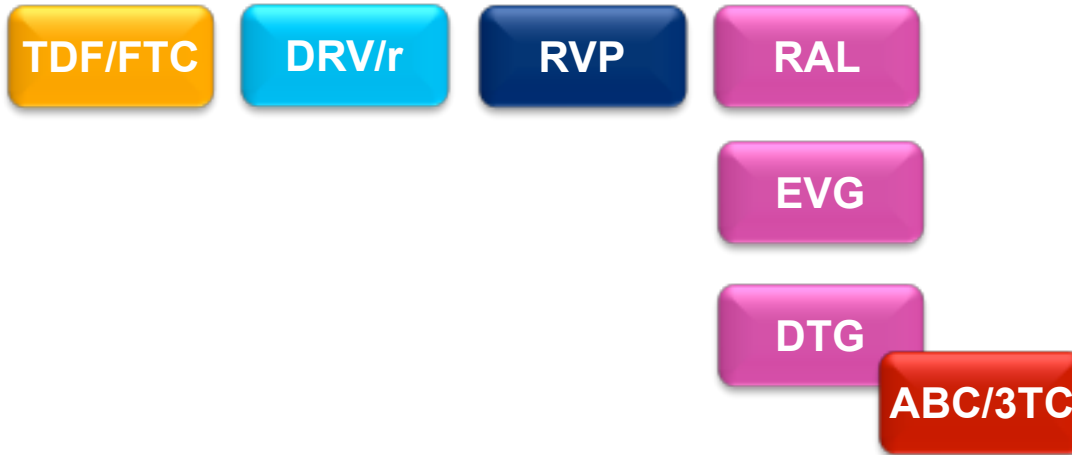 TDF/FTC DRV/r RVP RAL
EVG
DTG
ABC/3TC